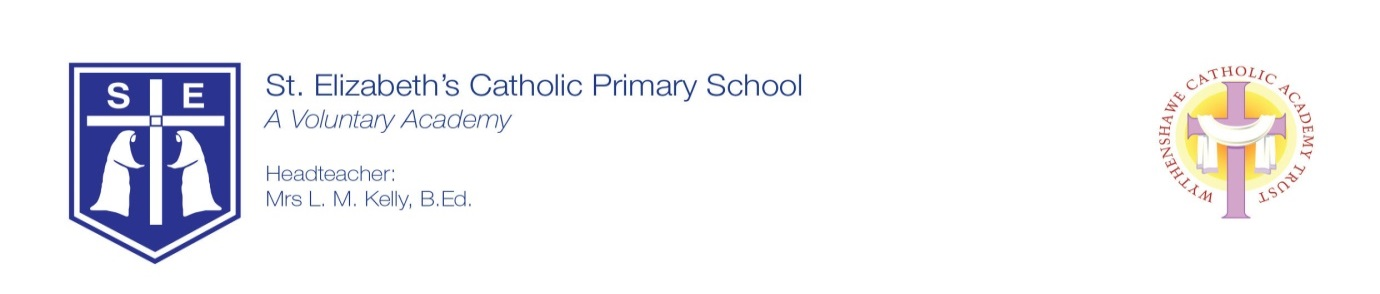 S E
St. Elizabeth's Catholic Primary School
A Voluntary Academy
Headteacher:
Mrs L. M. Kelly, B.Ed.
WYTHENSHAWE CATHOLIC ACADEMY TRUST